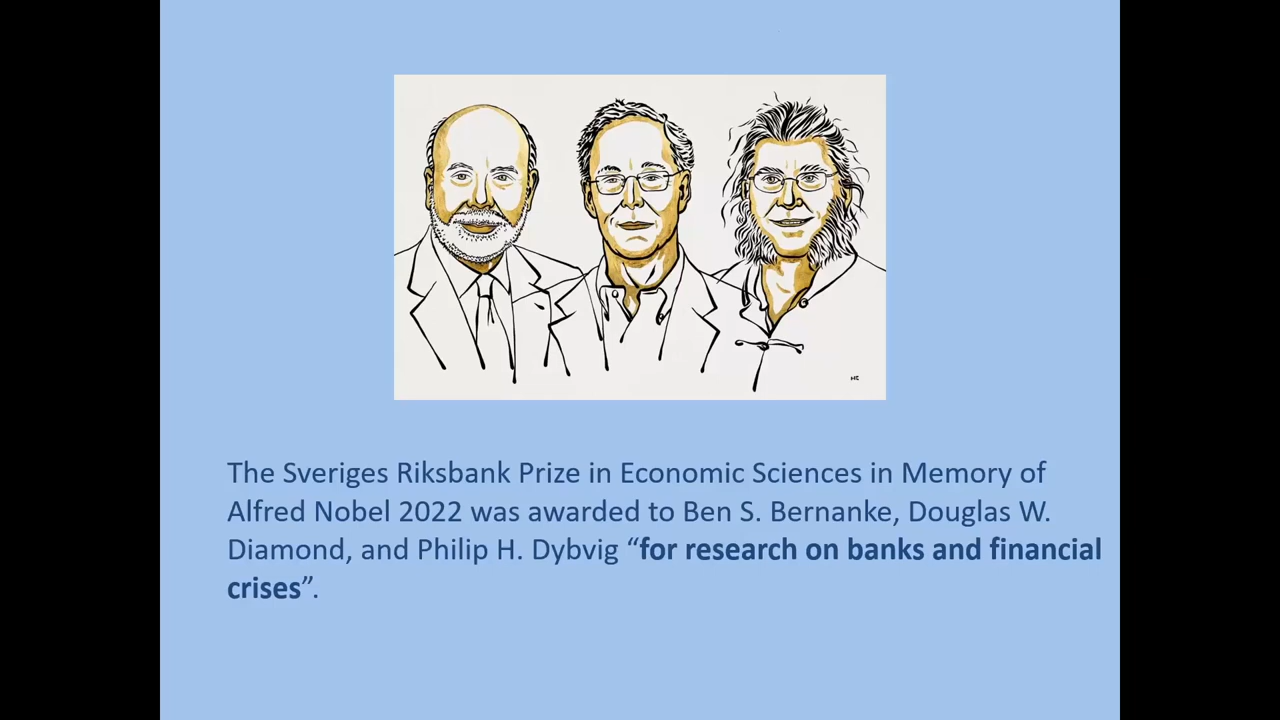 The Sveriges Riksbank Prize in Economic Sciences in Memory of
Alfred Nobel 2022 was awarded to Ben S. Bernanke, Douglas W.
Diamond, and Philip H. Dybvig “for research on banks and financial
crises”.